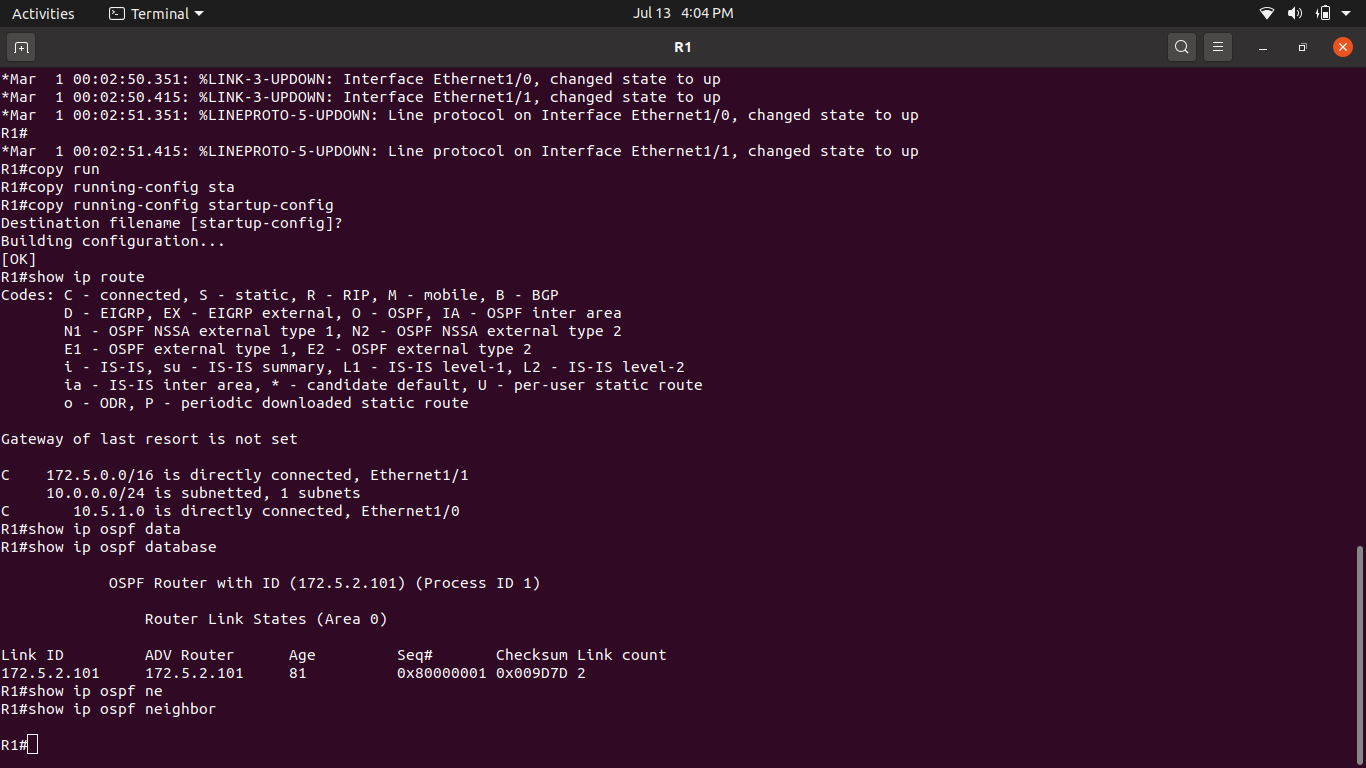 Activities Terminal Jul 13 4:04 PM
R1
*Mar  1 00:02:50.351: %LINK-3-UPDOWN: Interface Ethernet1/0, changed state to up
*Mar  1 00:02:50.415: %LINK-3-UPDOWN: Interface Ethernet1/1, changed state to up
*Mar  1 00:02:51.351: %LINEPROTO-5-UPDOWN: Line protocol on Interface Ethernet1/0, changed state to up
R1#
*Mar  1 00:02:51.415: %LINEPROTO-5-UPDOWN: Line protocol on Interface Ethernet1/1, changed state to up
R1#copy run
R1#copy running-config sta
R1#copy running-config startup-config
Destination filename [startup-config]?
Building configuration...
[OK]
R1#show ip route
Codes: C - connected, S - static, R - RIP, M - mobile, B - BGP
       D - EIGRP, EX - EIGRP external, O - OSPF, IA - OSPF inter area
       N1 - OSPF NSSA external type 1, N2 - OSPF NSSA external type 2
       E1 - OSPF external type 1, E2 - OSPF external type 2
       i - IS-IS, su - IS-IS summary, L1 - IS-IS level-1, L2 - IS-IS level-2
       ia - IS-IS inter area, * - candidate default, U - per-user static route
       o - ODR, P - periodic downloaded static route
Gateway of last resort is not set
C    172.5.0.0/16 is directly connected, Ethernet1/1
     10.0.0.0/24 is subnetted, 1 subnets
C       10.5.1.0 is directly connected, Ethernet1/0
R1#show ip ospf data
R1#show ip ospf database
            OSPF Router with ID (172.5.2.101) (Process ID 1)
                Router Link States (Area 0)
Link ID         ADV Router      Age         Seq#       Checksum Link count
172.5.2.101     172.5.2.101     81          0x80000001 0x009D7D 2
R1#show ip ospf ne
R1#show ip ospf neighbor
R1#